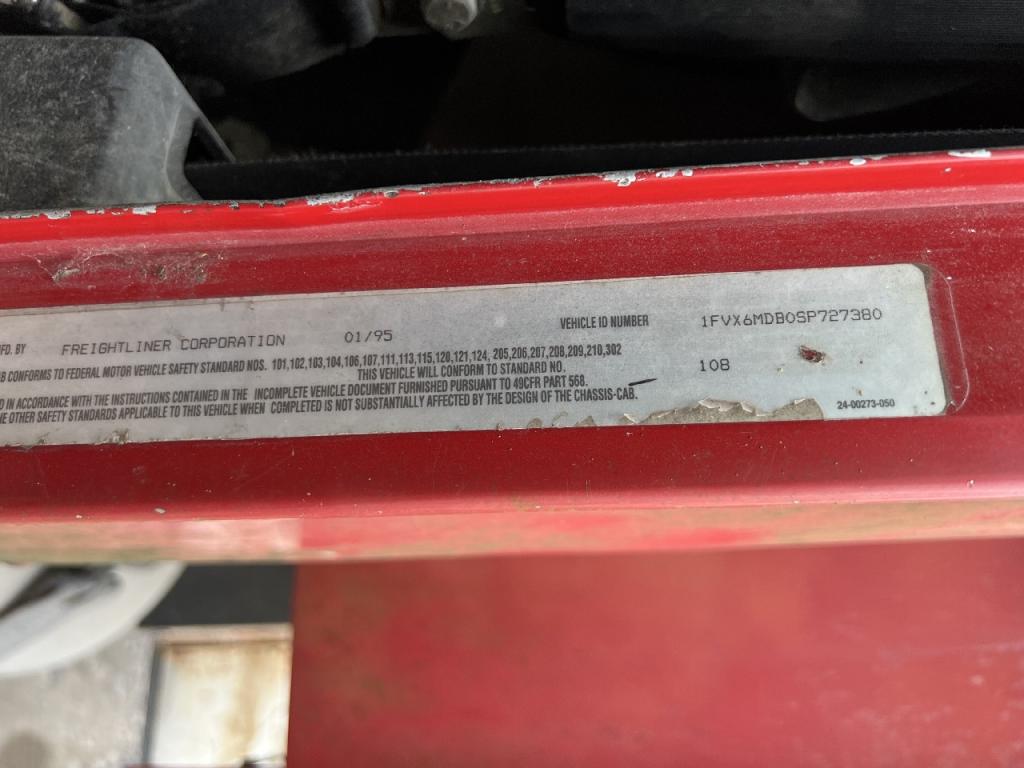 MFD. BY FREIGHTLINER CORPORATION 01/95 VEHICLE ID NUMBER 1FVX6MDB0SP727380
CONFORMS TO FEDERAL MOTOR VEHICLE SAFETY STANDARD NOS. 101,102,103,104,106,107,111,113,115,120,121,124, 205,206,207,208,209,210,302
THIS VEHICLE WILL CONFORM TO STANDARD NO. 108
IN ACCORDANCE WITH THE INSTRUCTIONS CONTAINED IN THE INCOMPLETE VEHICLE DOCUMENT FURNISHED PURSUANT TO 49CFR PART 568.
OTHER SAFETY STANDARDS APPLICABLE TO THIS VEHICLE WHEN COMPLETED IS NOT SUBSTANTIALLY AFFECTED BY THE DESIGN OF THE CHASSIS-CAB.
24-00273-050